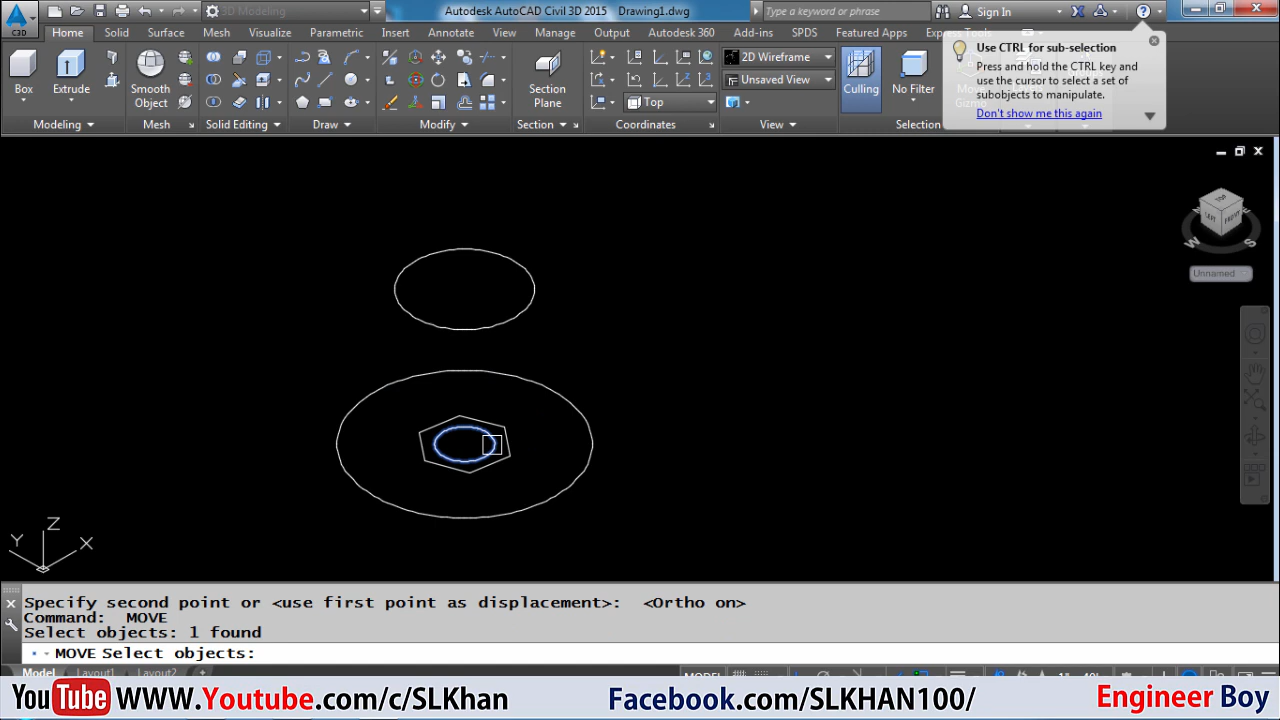 C3D
3D Modeling
Autodesk AutoCAD Civil 3D 2015 Drawing1.dwg
Type a keyword or phrase
Sign In
Home Solid Surface Mesh Visualize Parametric Insert Annotate View Manage Output Autodesk 360 Add-ins SPDS Featured Apps Express Tools
Use CTRL for sub-selection
Press and hold the CTRL key and
use the cursor to select a set of
subobjects to manipulate.
Don't show me this again
Box
Extrude
Smooth
Object
Section
Plane
Top
2D Wireframe
Unsaved View
Culling
No Filter
Modeling Mesh Solid Editing Draw Modify Section Coordinates View Selection
TOP
LEFT
FRONT
W
S
Unnamed
Z
Y
X
Specify second point or <use first point as displacement>: <Ortho on>
Command: MOVE
Select objects: 1 found
MOVE Select objects:
Model Layout1 Layout2 +
MODEL
YouTube WWW.Youtube.com/c/SLKhan Facebook.com/SLKHAN100/ Engineer Boy